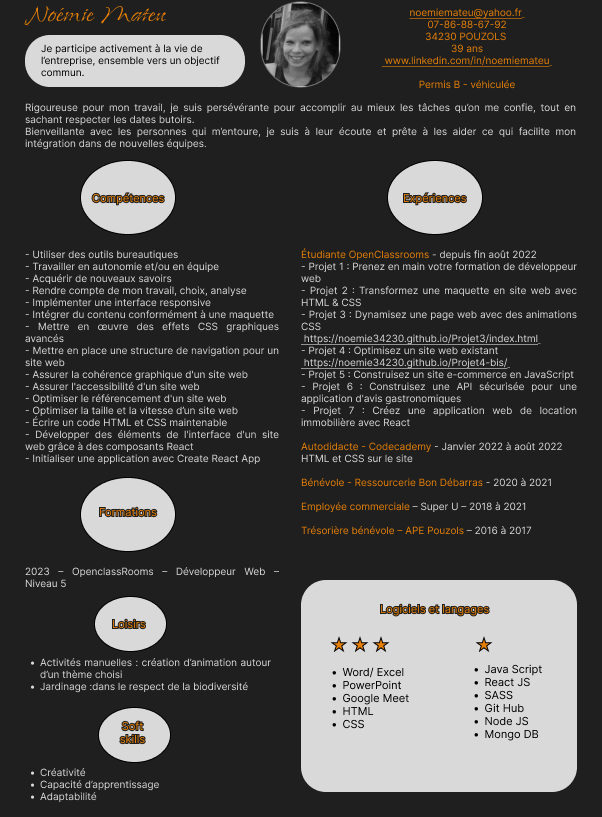 Noémie Mateu
Je participe activement à la vie de
l’entreprise, ensemble vers un objectif
commun.
noemiemateu@yahoo.fr
07-86-88-67-92
34230 POUZOLS
39 ans
www.linkedin.com/in/noemiemateu
Permis B - véhiculée
Rigoureuse pour mon travail, je suis persévérante pour accomplir au mieux les tâches qu’on me confie, tout en
sachant respecter les dates butoirs.
Bienveillante avec les personnes qui m’entoure, je suis à leur écoute et prête à les aider ce qui facilite mon
intégration dans de nouvelles équipes.
Compétences
- Utiliser des outils bureautiques
- Travailler en autonomie et/ou en équipe
- Acquérir de nouveaux savoirs
- Rendre compte de mon travail, choix, analyse
- Implémenter une interface responsive
- Intégrer du contenu conformément à une maquette
- Mettre en œuvre des effets CSS graphiques
avancés
- Mettre en place une structure de navigation pour un
site web
- Assurer la cohérence graphique d'un site web
- Assurer l'accessibilité d'un site web
- Optimiser le référencement d'un site web
- Optimiser la taille et la vitesse d’un site web
- Écrire un code HTML et CSS maintenable
- Développer des éléments de l'interface d'un site
web grâce à des composants React
- Initialiser une application avec Create React App
Formations
2023 – OpenclassRooms – Développeur Web –
Niveau 5
Loisirs
• Activités manuelles : création d’animation autour
d’un thème choisi
• Jardinage :dans le respect de la biodiversité
Soft
skills
• Créativité
• Capacité d’apprentissage
• Adaptabilité
Expériences
Étudiante OpenClassrooms - depuis fin août 2022
- Projet 1 : Prenez en main votre formation de développeur
web
- Projet 2 : Transformez une maquette en site web avec
HTML & CSS
- Projet 3 : Dynamisez une page web avec des animations
CSS
https://noemie34230.github.io/Projet3/index.html
- Projet 4 : Optimisez un site web existant
https://noemie34230.github.io/Projet4-bis/
- Projet 5 : Construisez un site e-commerce en JavaScript
- Projet 6 : Construisez une API sécurisée pour une
application d'avis gastronomiques
- Projet 7 : Créez une application web de location
immobilière avec React
Autodidacte - Codecademy - Janvier 2022 à août 2022
HTML et CSS sur le site
Bénévole - Ressourcerie Bon Débarras - 2020 à 2021
Employée commerciale – Super U – 2018 à 2021
Trésorière bénévole – APE Pouzols – 2016 à 2017
Logiciels et langages
• Word/ Excel
• PowerPoint
• Google Meet
• HTML
• CSS
• Java Script
• React JS
• SASS
• Git Hub
• Node JS
• Mongo DB